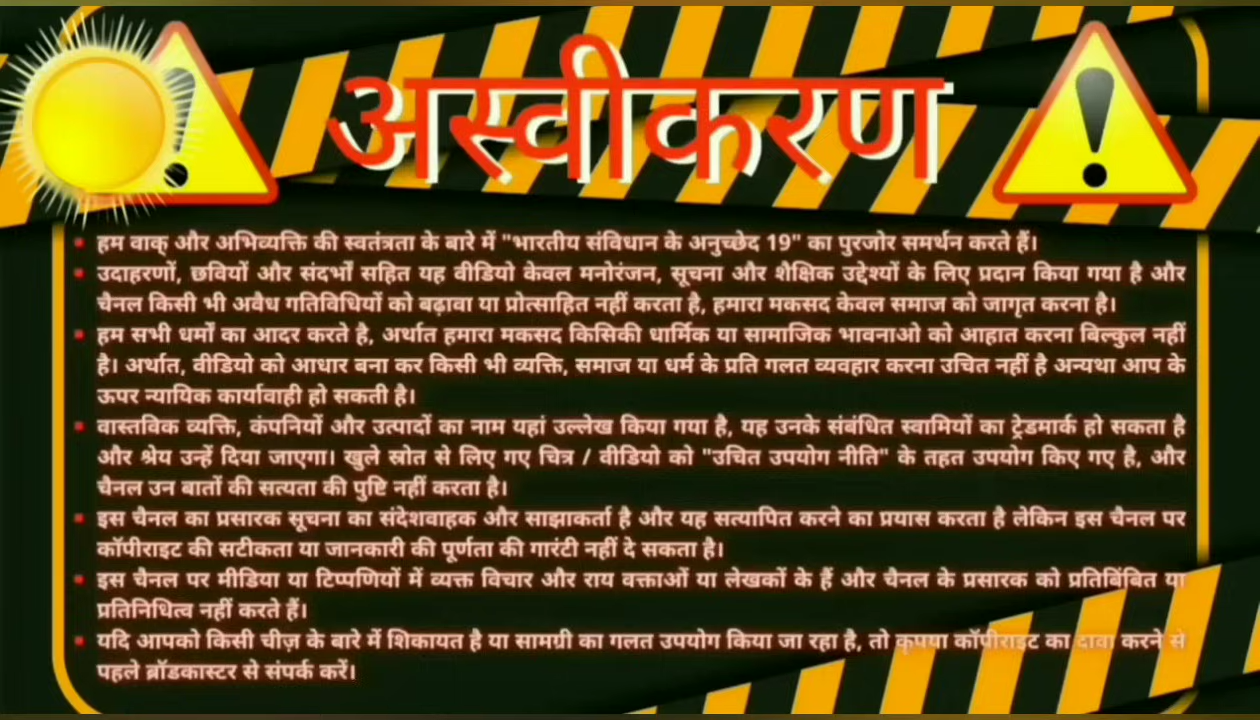 अस्वीकरण
▪ हम वाक् और अभिव्यक्ति की स्वतंत्रता के बारे में "भारतीय संविधान के अनुच्छेद 19" का पुरजोर समर्थन करते हैं।
▪ उदाहरणों, छवियों और संदर्भों सहित यह वीडियो केवल मनोरंजन, सूचना और शैक्षिक उद्देश्यों के लिए प्रदान किया गया है और
चैनल किसी भी अवैध गतिविधियों को बढ़ावा या प्रोत्साहित नहीं करता है, हमारा मकसद केवल समाज को जागृत करना है।
▪ हम सभी धर्मों का आदर करते है, अर्थात हमारा मकसद किसिकी धार्मिक या सामाजिक भावनाओ को आहात करना बिल्कुल नहीं
है। अर्थात, वीडियो को आधार बना कर किसी भी व्यक्ति, समाज या धर्म के प्रति गलत व्यवहार करना उचित नहीं है अन्यथा आप के
ऊपर न्यायिक कार्यावाही हो सकती है।
▪ वास्तविक व्यक्ति, कंपनियों और उत्पादों का नाम यहां उल्लेख किया गया है, यह उनके संबंधित स्वामियों का ट्रेडमार्क हो सकता है
और श्रेय उन्हें दिया जाएगा। खुले स्रोत से लिए गए चित्र / वीडियो को "उचित उपयोग नीति" के तहत उपयोग किए गए है, और
चैनल उन बातों की सत्यता की पुष्टि नहीं करता है।
▪ इस चैनल का प्रसारक सूचना का संदेशवाहक और साझाकर्ता है और यह सत्यापित करने का प्रयास करता है लेकिन इस चैनल पर
कॉपीराइट की सटीकता या जानकारी की पूर्णता की गारंटी नहीं दे सकता है।
▪ इस चैनल पर मीडिया या टिप्पणियों में व्यक्त विचार और राय वक्ताओं या लेखकों के हैं और चैनल के प्रसारक को प्रतिबिंबित या
प्रतिनिधित्व नहीं करते हैं।
▪ यदि आपको किसी चीज़ के बारे में शिकायत है या सामग्री का गलत उपयोग किया जा रहा है, तो कृपया कॉपीराइट का दावा करने से
पहले ब्रॉडकास्टर से संपर्क करें।